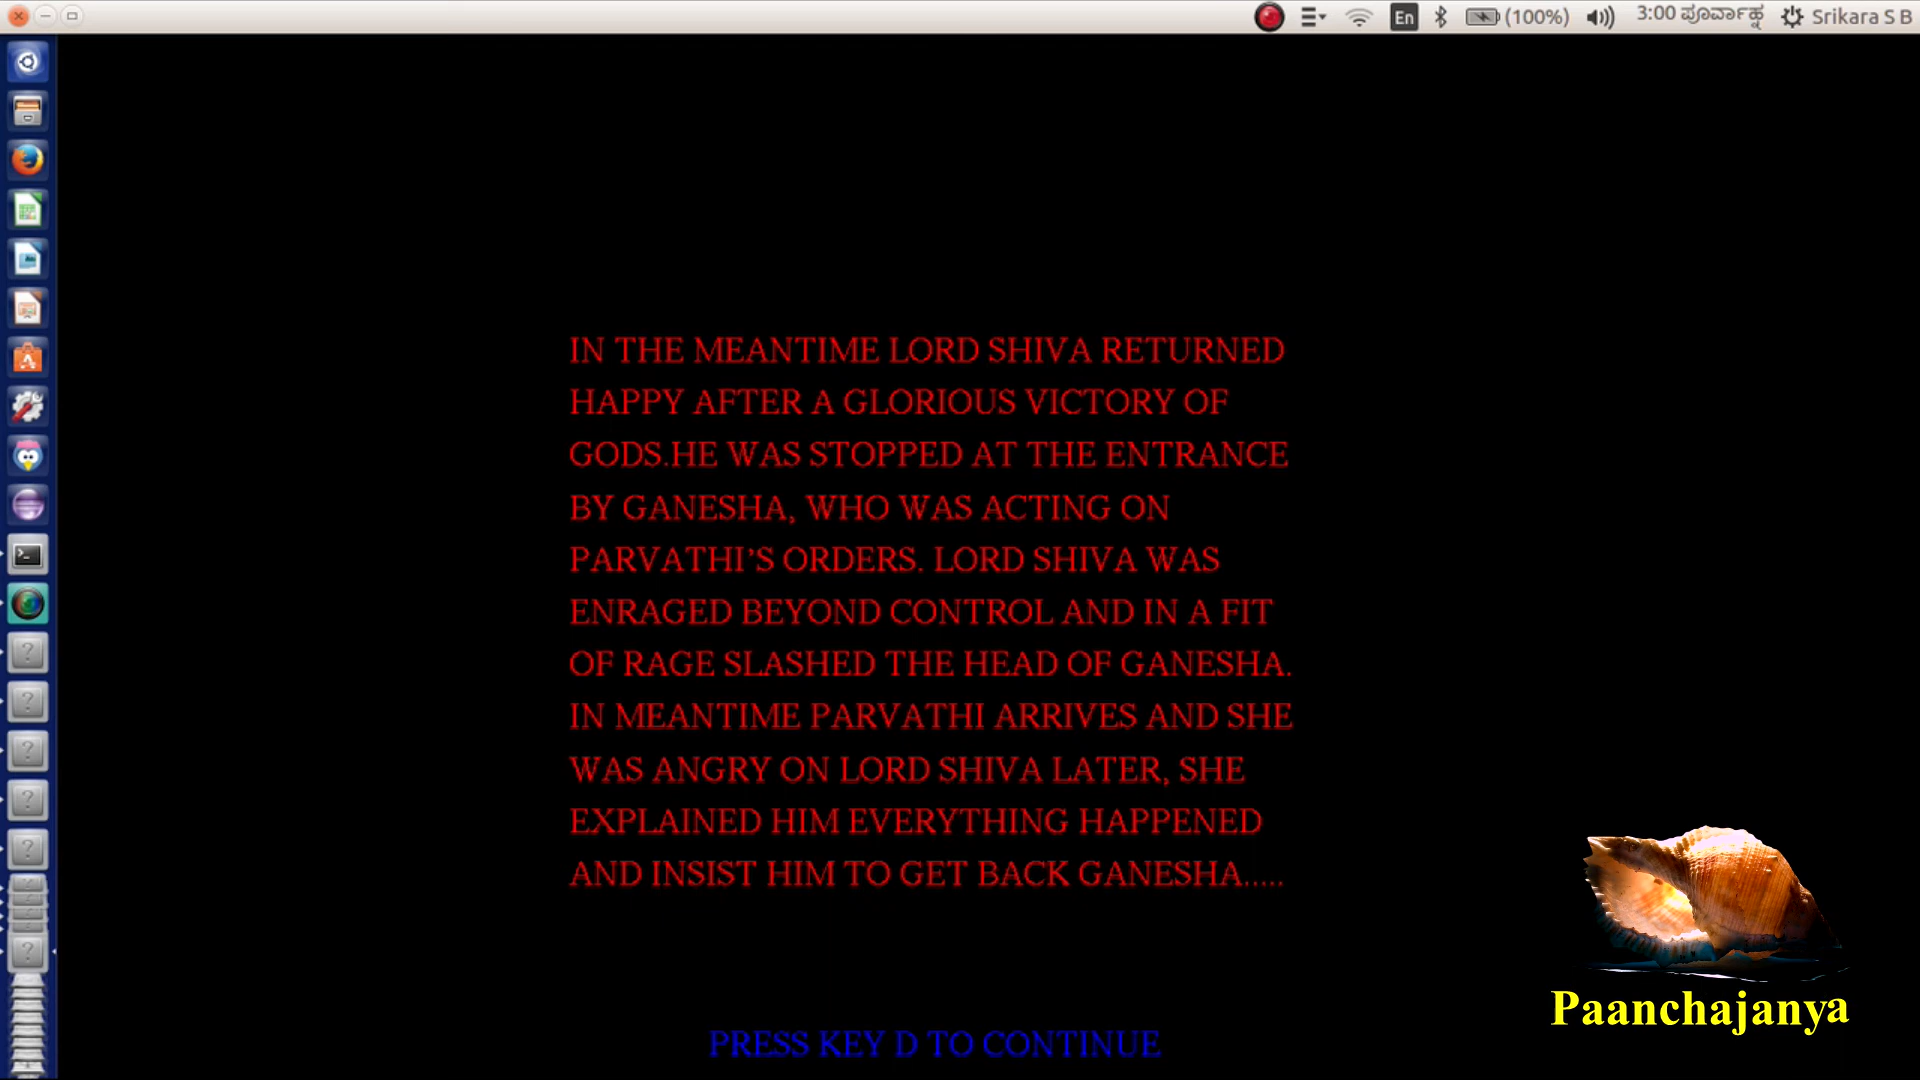 En (100%) 3:00 ಪೂರ್ವಾಹ್ನ Srikara S B
IN THE MEANTIME LORD SHIVA RETURNED
HAPPY AFTER A GLORIOUS VICTORY OF
GODS.HE WAS STOPPED AT THE ENTRANCE
BY GANESHA, WHO WAS ACTING ON
PARVATHI’S ORDERS. LORD SHIVA WAS
ENRAGED BEYOND CONTROL AND IN A FIT
OF RAGE SLASHED THE HEAD OF GANESHA.
IN MEANTIME PARVATHI ARRIVES AND SHE
WAS ANGRY ON LORD SHIVA LATER, SHE
EXPLAINED HIM EVERYTHING HAPPENED
AND INSIST HIM TO GET BACK GANESHA.....
Paanchajanya
PRESS KEY D TO CONTINUE